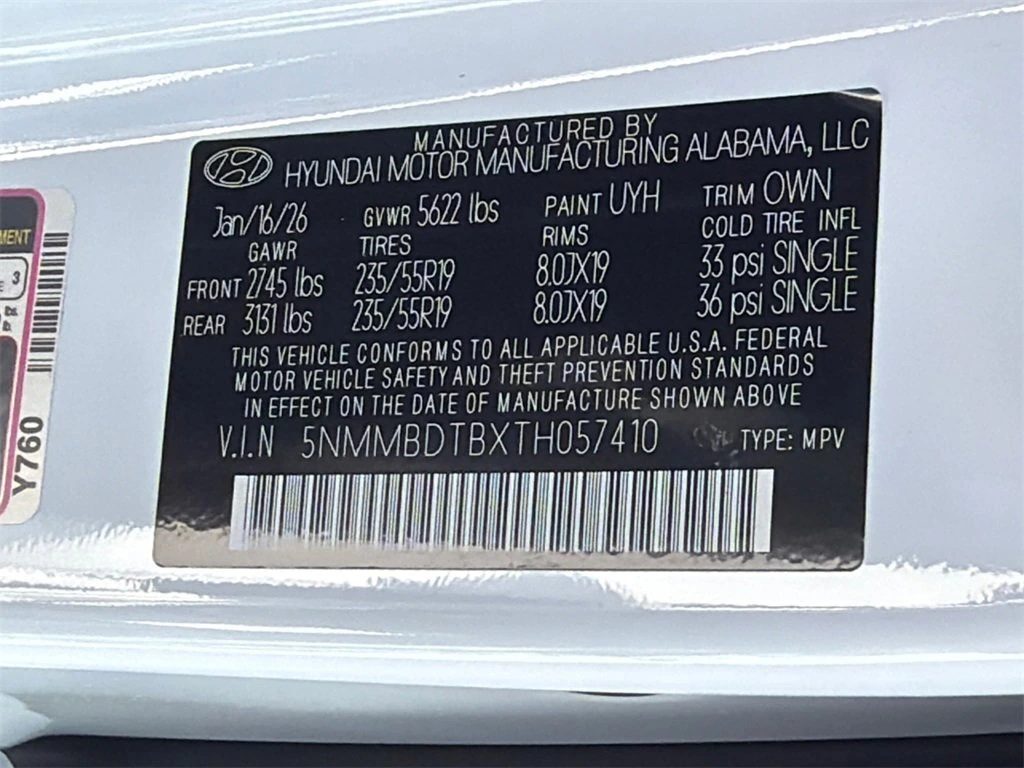 MANUFACTURED BY
HYUNDAI MOTOR MANUFACTURING ALABAMA, LLC
Jan/16/26 GVWR 5622 lbs PAINT UYH TRIM OWN
GAWR TIRES RIMS COLD TIRE INFL
FRONT 2745 lbs 235/55R19 8.0JX19 33 psi SINGLE
REAR 3131 lbs 235/55R19 8.0JX19 36 psi SINGLE
THIS VEHICLE CONFORMS TO ALL APPLICABLE U.S.A. FEDERAL
MOTOR VEHICLE SAFETY AND THEFT PREVENTION STANDARDS
IN EFFECT ON THE DATE OF MANUFACTURE SHOWN ABOVE
V.I.N 5NMMBDTBXTH057410 TYPE: MPV
3
Y760